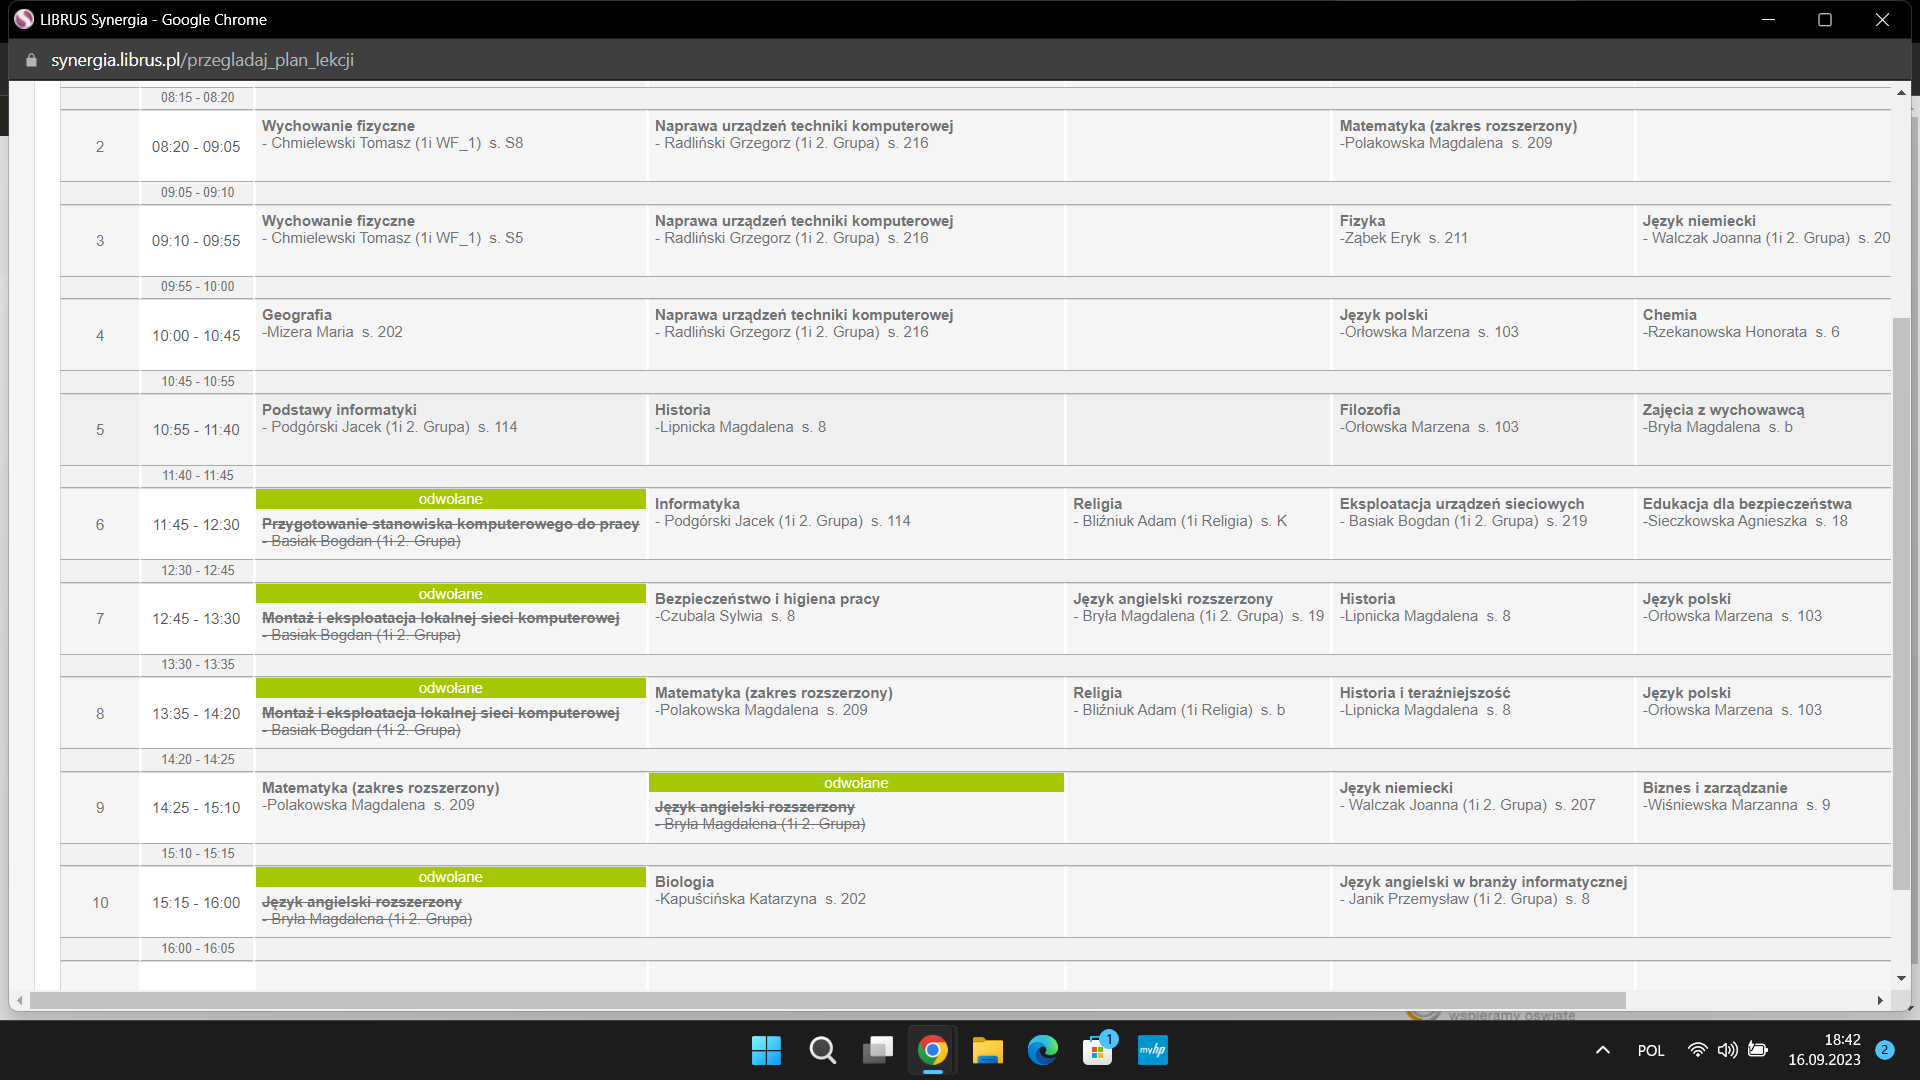 LIBRUS Synergia - Google Chrome
synergia.librus.pl/przegladaj_plan_lekcji
08:15 - 08:20
2
08:20 - 09:05
Wychowanie fizyczne
- Chmielewski Tomasz (1i WF_1) s. S8
Naprawa urządzeń techniki komputerowej
- Radliński Grzegorz (1i 2. Grupa) s. 216
Matematyka (zakres rozszerzony)
-Polakowska Magdalena s. 209
09:05 - 09:10
3
09:10 - 09:55
Wychowanie fizyczne
- Chmielewski Tomasz (1i WF_1) s. S5
Naprawa urządzeń techniki komputerowej
- Radliński Grzegorz (1i 2. Grupa) s. 216
Fizyka
-Ząbek Eryk s. 211
Język niemiecki
- Walczak Joanna (1i 2. Grupa) s. 20
09:55 - 10:00
4
10:00 - 10:45
Geografia
-Mizera Maria s. 202
Naprawa urządzeń techniki komputerowej
- Radliński Grzegorz (1i 2. Grupa) s. 216
Język polski
-Orłowska Marzena s. 103
Chemia
-Rzekanowska Honorata s. 6
10:45 - 10:55
5
10:55 - 11:40
Podstawy informatyki
- Podgórski Jacek (1i 2. Grupa) s. 114
Historia
-Lipnicka Magdalena s. 8
Filozofia
-Orłowska Marzena s. 103
Zajęcia z wychowawcą
-Bryła Magdalena s. b
11:40 - 11:45
6
11:45 - 12:30
odwołane
Przygotowanie stanowiska komputerowego do pracy
- Basiak Bogdan (1i 2. Grupa)
Informatyka
- Podgórski Jacek (1i 2. Grupa) s. 114
Religia
- Bliźniuk Adam (1i Religia) s. K
Eksploatacja urządzeń sieciowych
- Basiak Bogdan (1i 2. Grupa) s. 219
Edukacja dla bezpieczeństwa
-Sieczkowska Agnieszka s. 18
12:30 - 12:45
7
12:45 - 13:30
odwołane
Montaż i eksploatacja lokalnej sieci komputerowej
- Basiak Bogdan (1i 2. Grupa)
Bezpieczeństwo i higiena pracy
-Czubala Sylwia s. 8
Język angielski rozszerzony
- Bryła Magdalena (1i 2. Grupa) s. 19
Historia
-Lipnicka Magdalena s. 8
Język polski
-Orłowska Marzena s. 103
13:30 - 13:35
8
13:35 - 14:20
odwołane
Montaż i eksploatacja lokalnej sieci komputerowej
- Basiak Bogdan (1i 2. Grupa)
Matematyka (zakres rozszerzony)
-Polakowska Magdalena s. 209
Religia
- Bliźniuk Adam (1i Religia) s. b
Historia i teraźniejszość
-Lipnicka Magdalena s. 8
Język polski
-Orłowska Marzena s. 103
14:20 - 14:25
9
14:25 - 15:10
Matematyka (zakres rozszerzony)
-Polakowska Magdalena s. 209
odwołane
Język angielski rozszerzony
- Bryła Magdalena (1i 2. Grupa)
Język niemiecki
- Walczak Joanna (1i 2. Grupa) s. 207
Biznes i zarządzanie
-Wiśniewska Marzanna s. 9
15:10 - 15:15
10
15:15 - 16:00
odwołane
Język angielski rozszerzony
- Bryła Magdalena (1i 2. Grupa)
Biologia
-Kapuścińska Katarzyna s. 202
Język angielski w branży informatycznej
- Janik Przemysław (1i 2. Grupa) s. 8
16:00 - 16:05
wspieramy oświatę
1
myhp
POL
18:42
16.09.2023
2